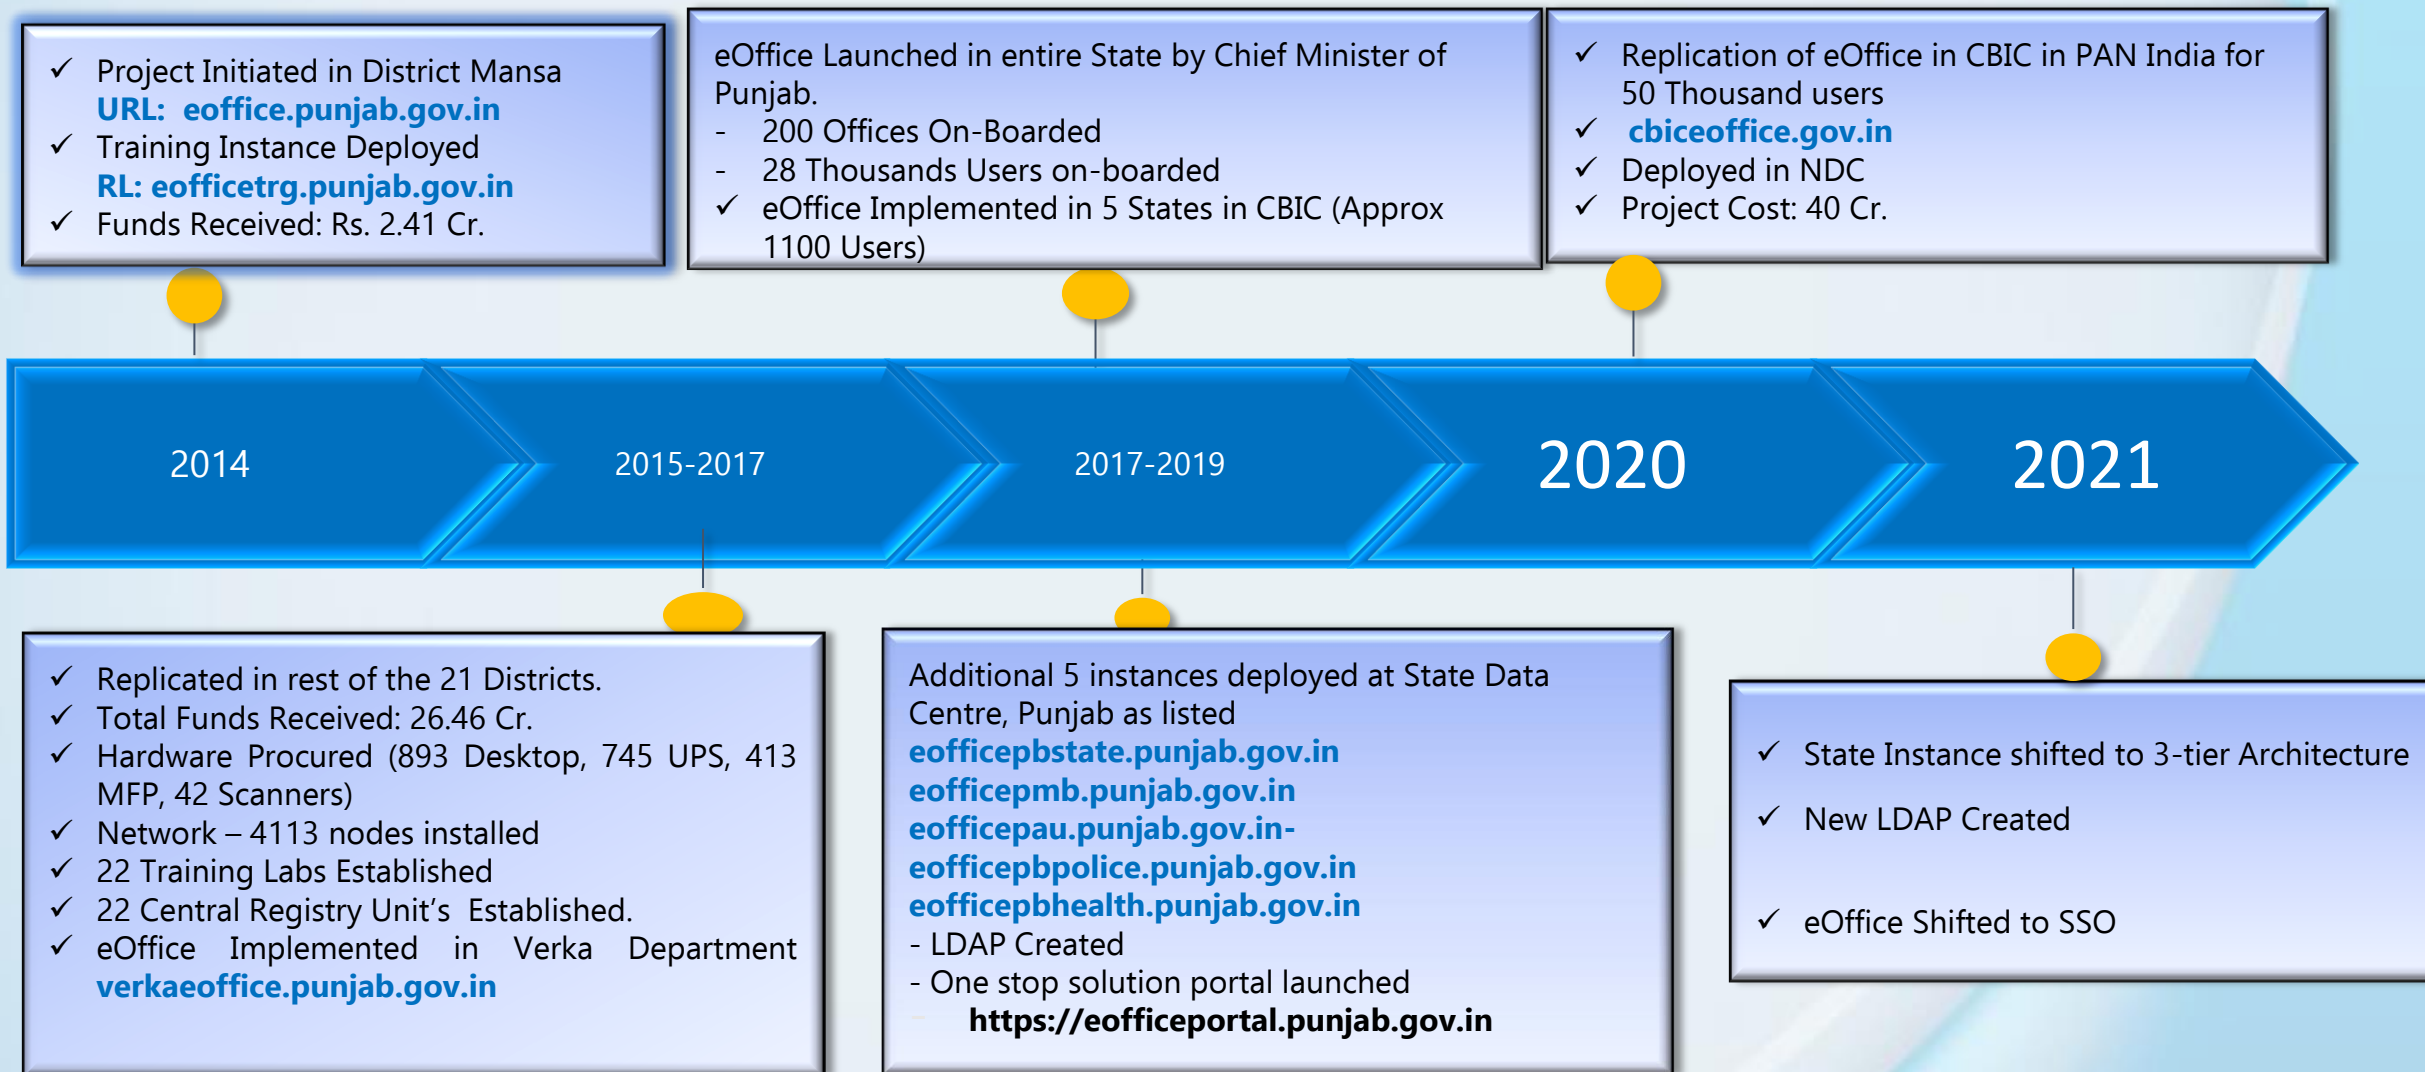 ✓ Project Initiated in District Mansa
URL: eoffice.punjab.gov.in
✓ Training Instance Deployed
RL: eofficetrg.punjab.gov.in
✓ Funds Received: Rs. 2.41 Cr.
eOffice Launched in entire State by Chief Minister of
Punjab.
- 200 Offices On-Boarded
- 28 Thousands Users on-boarded
✓ eOffice Implemented in 5 States in CBIC (Approx
1100 Users)
✓ Replication of eOffice in CBIC in PAN India for
50 Thousand users
✓ cbiceoffice.gov.in
✓ Deployed in NDC
✓ Project Cost: 40 Cr.
2014
2015-2017
2017-2019
2020
2021
✓ Replicated in rest of the 21 Districts.
✓ Total Funds Received: 26.46 Cr.
✓ Hardware Procured (893 Desktop, 745 UPS, 413
MFP, 42 Scanners)
✓ Network – 4113 nodes installed
✓ 22 Training Labs Established
✓ 22 Central Registry Unit’s Established.
✓ eOffice Implemented in Verka Department
verkaeoffice.punjab.gov.in
Additional 5 instances deployed at State Data
Centre, Punjab as listed
eofficepbstate.punjab.gov.in
eofficepmb.punjab.gov.in
eofficepau.punjab.gov.in-
eofficepbpolice.punjab.gov.in
eofficepbhealth.punjab.gov.in
- LDAP Created
- One stop solution portal launched
– https://eofficeportal.punjab.gov.in
✓ State Instance shifted to 3-tier Architecture
✓ New LDAP Created
✓ eOffice Shifted to SSO